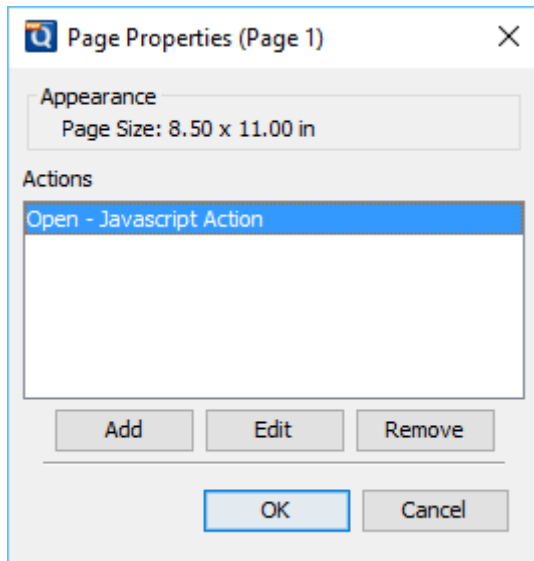 Page Properties (Page 1)
Appearance
Page Size: 8.50 x 11.00 in
Actions
Open - Javascript Action
Add Edit Remove
OK Cancel